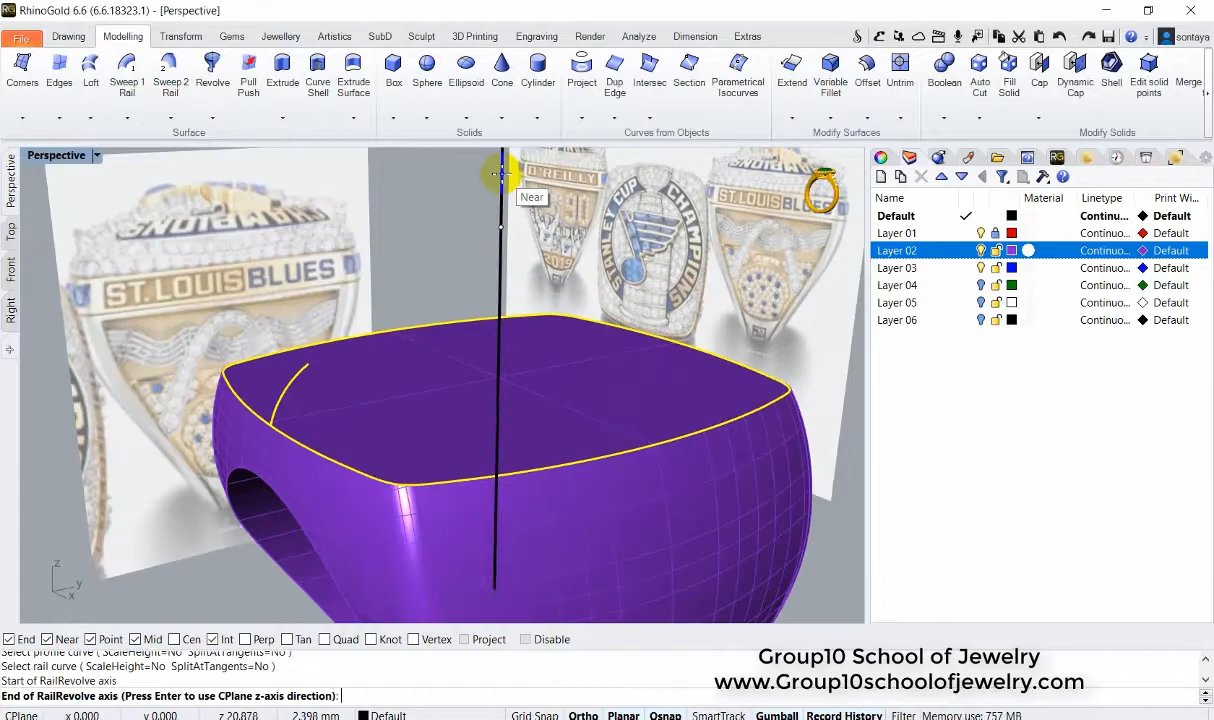 RhinoGold 6.6 (6.6.18323.1) - [Perspective]
File Drawing Modelling Transform Gems Jewellery Artistics SubD Sculpt 3D Printing Engraving Render Analyze Dimension Extras
sontaya
Corners Edges Loft Sweep 1 Rail Sweep 2 Rail Revolve Pull Push Extrude Curve Shell Extrude Surface Box Sphere Ellipsoid Cone Cylinder Project Dup Edge Intersec Section Parametrical Isocurves Extend Variable Fillet Offset Untrim Boolean Auto Cut Fill Solid Cap Dynamic Cap Shell Edit solid points Merge
Surface Solids Curves from Objects Modify Surfaces Modify Solids
Perspective
Perspective
Top
Front
Right
Near
O'REILLY
90
2019
STANLEY CUP
CHAMPIONS
ST.LOUIS BLUES
ST. LOUIS BLUES
CHAMPIONS
z
y
x
Name Material Linetype Print Wi...
Default Continu... Default
Layer 01 Continuo... Default
Layer 02 Continuo... Default
Layer 03 Continuo... Default
Layer 04 Continuo... Default
Layer 05 Continuo... Default
Layer 06 Continuo... Default
End Near Point Mid Cen Int Perp Tan Quad Knot Vertex Project Disable
Select profile curve ( ScaleHeight=No SplitAtTangents=No )
Select rail curve ( ScaleHeight=No SplitAtTangents=No )
Start of RailRevolve axis
End of RailRevolve axis (Press Enter to use CPlane z-axis direction):
Group10 School of Jewelry
www.Group10schoolofjewelry.com
CPlane x 0.000 y 0.000 z 20.878 2.398 mm Default Grid Snap Ortho Planar Osnap SmartTrack Gumball Record History Filter Memory use: 757 MB